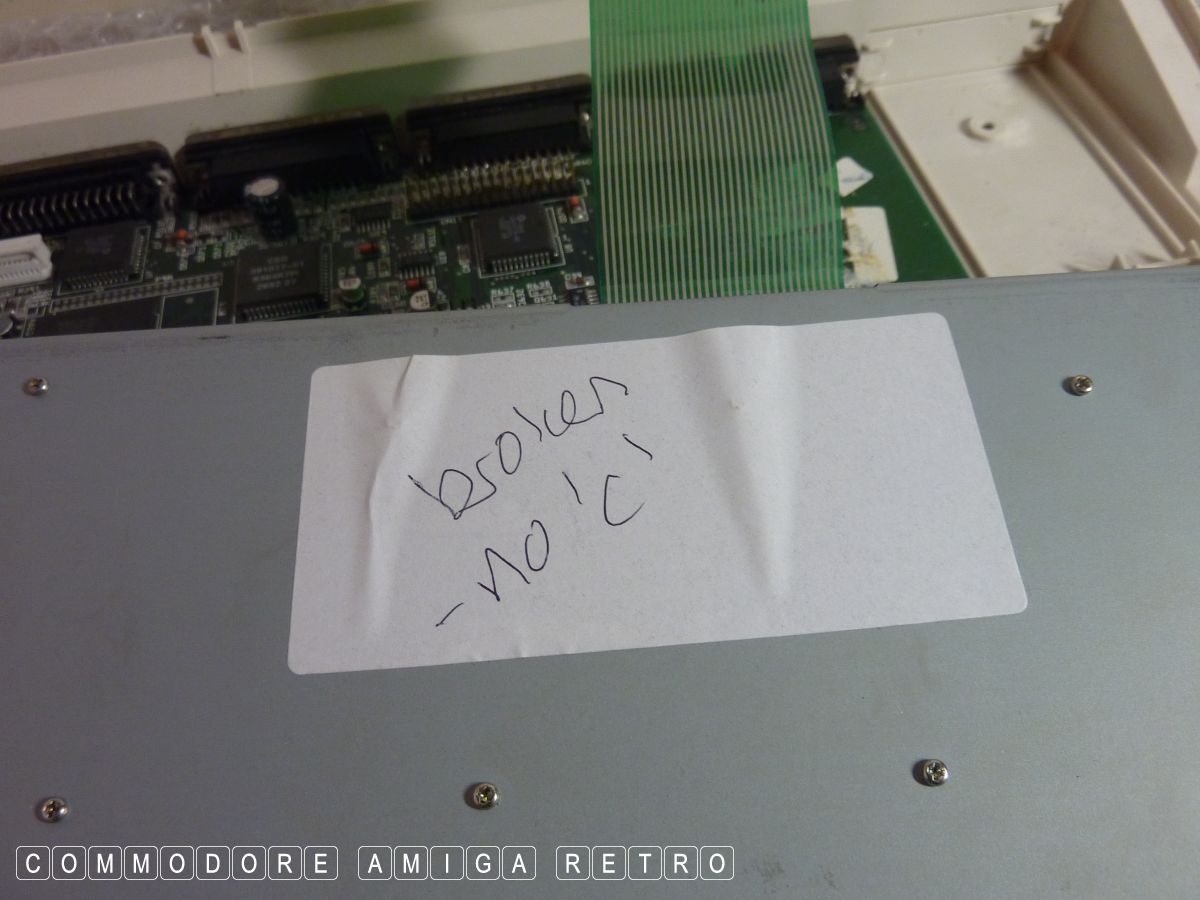 broken
- no 'c'
COMMODORE AMIGA RETRO